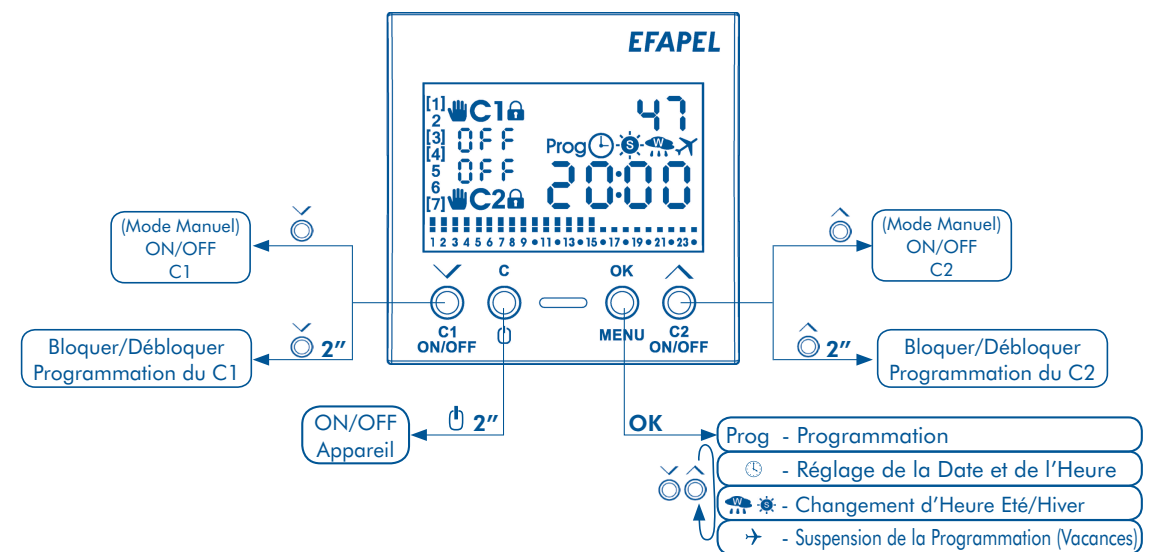 EFAPEL
[1]
2
[3]
[4]
5
6
[7]
C1
OFF
OFF
C2
47
Prog S W
20:00
1 2 3 4 5 6 7 8 9 • 11 • 13 • 15 • 17 • 19 • 21 • 23 •
C
OK
C1
ON/OFF
MENU
C2
ON/OFF
(Mode Manuel)
ON/OFF
C1
2”
Bloquer/Débloquer
Programmation du C1
(Mode Manuel)
ON/OFF
C2
2”
Bloquer/Débloquer
Programmation du C2
ON/OFF
Appareil
2”
OK
Prog - Programmation
- Réglage de la Date et de l’Heure
W S - Changement d’Heure Eté/Hiver
- Suspension de la Programmation (Vacances)